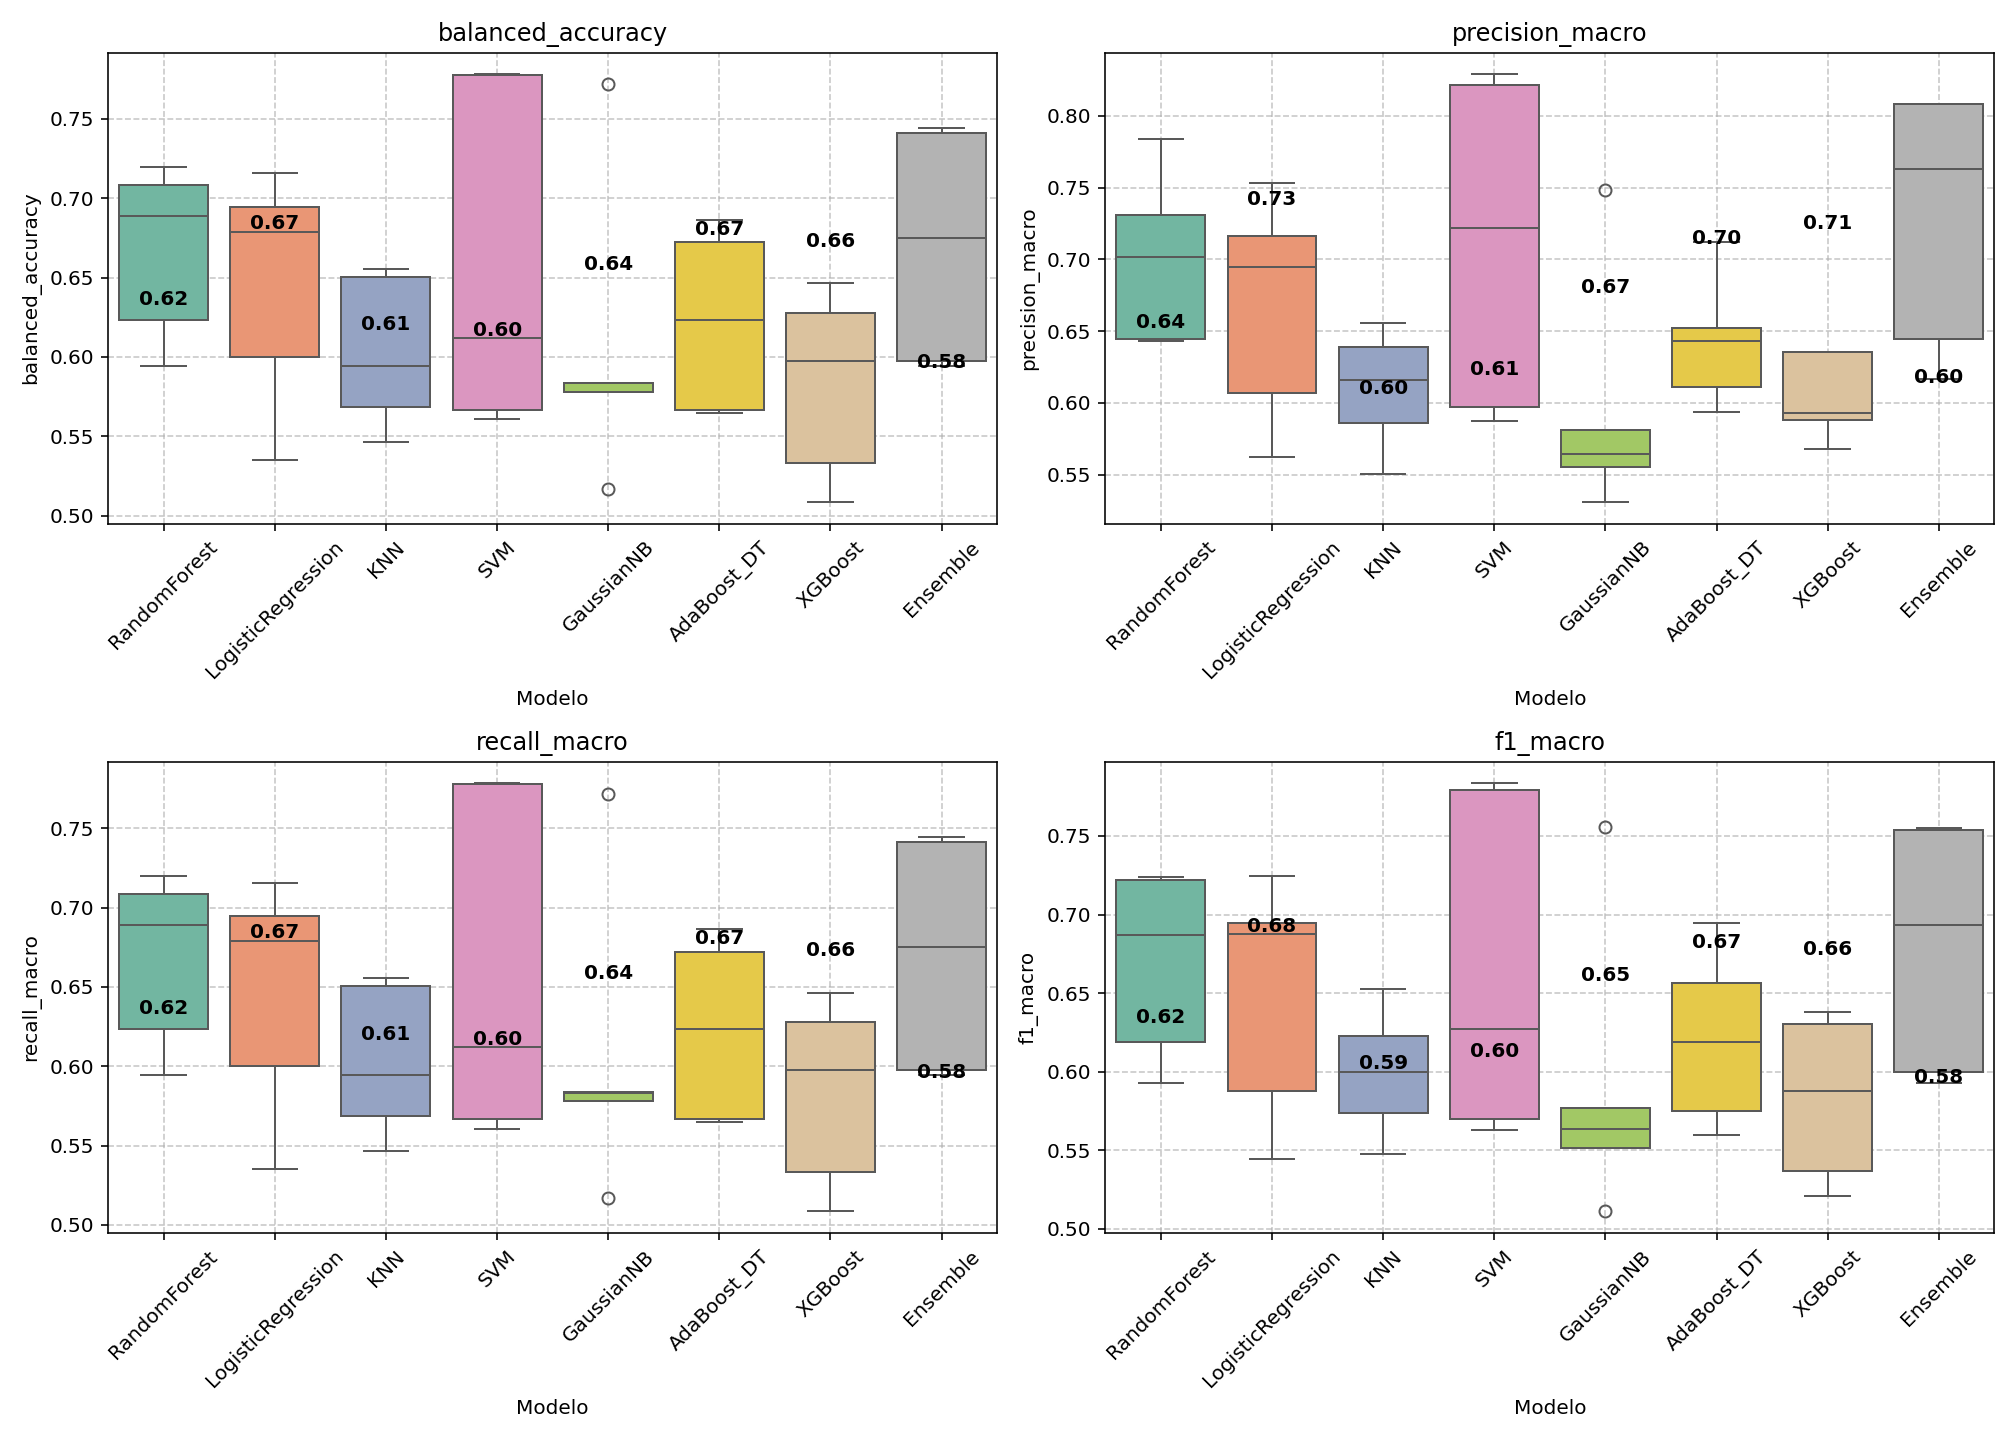 balanced_accuracy
balanced_accuracy
0.75
0.70
0.65
0.60
0.55
0.50
0.62
0.67
0.61
0.60
0.64
0.67
0.66
0.58
RandomForest
LogisticRegression
KNN
SVM
GaussianNB
AdaBoost_DT
XGBoost
Ensemble
Modelo
precision_macro
precision_macro
0.80
0.75
0.70
0.65
0.60
0.55
0.64
0.73
0.60
0.61
0.67
0.70
0.71
0.60
RandomForest
LogisticRegression
KNN
SVM
GaussianNB
AdaBoost_DT
XGBoost
Ensemble
Modelo
recall_macro
recall_macro
0.75
0.70
0.65
0.60
0.55
0.50
0.62
0.67
0.61
0.60
0.64
0.67
0.66
0.58
RandomForest
LogisticRegression
KNN
SVM
GaussianNB
AdaBoost_DT
XGBoost
Ensemble
Modelo
f1_macro
f1_macro
0.75
0.70
0.65
0.60
0.55
0.50
0.62
0.68
0.59
0.60
0.65
0.67
0.66
0.58
RandomForest
LogisticRegression
KNN
SVM
GaussianNB
AdaBoost_DT
XGBoost
Ensemble
Modelo